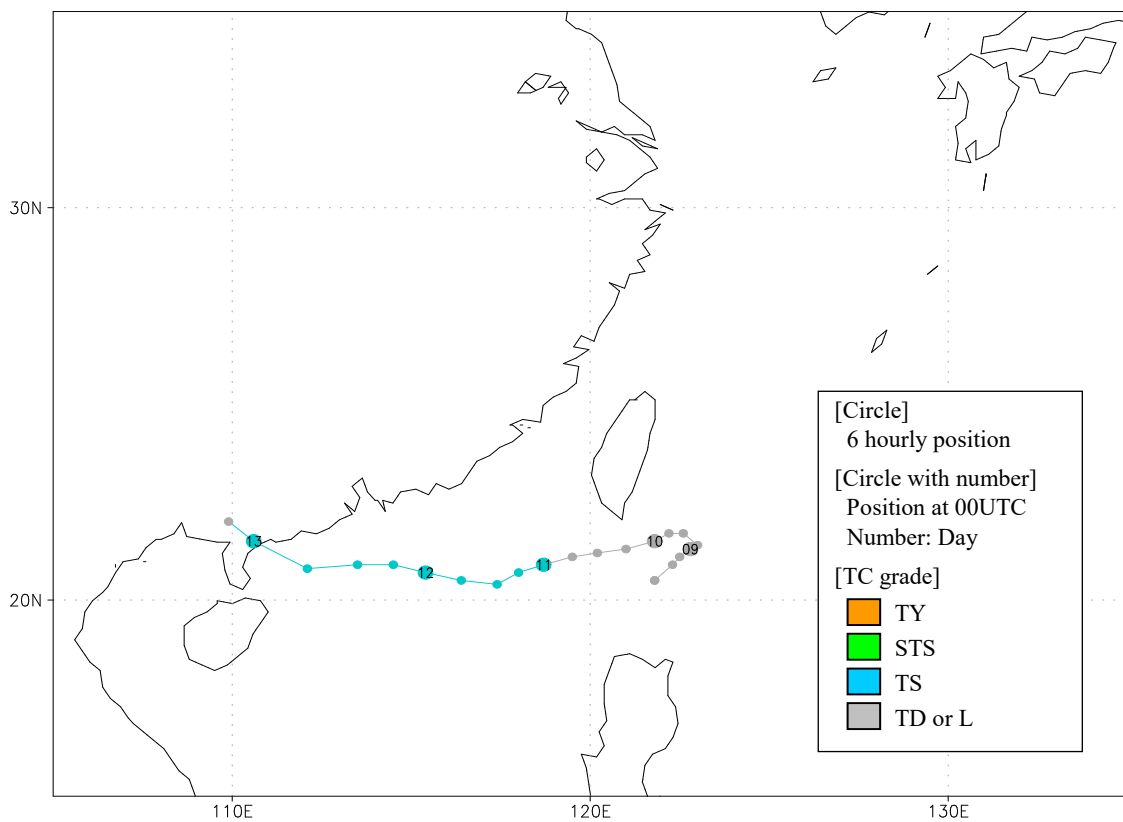 30N
20N
110E
120E
130E
13
12
11
10
09
[Circle]
6 hourly position
[Circle with number]
Position at 00UTC
Number: Day
[TC grade]
TY
STS
TS
TD or L